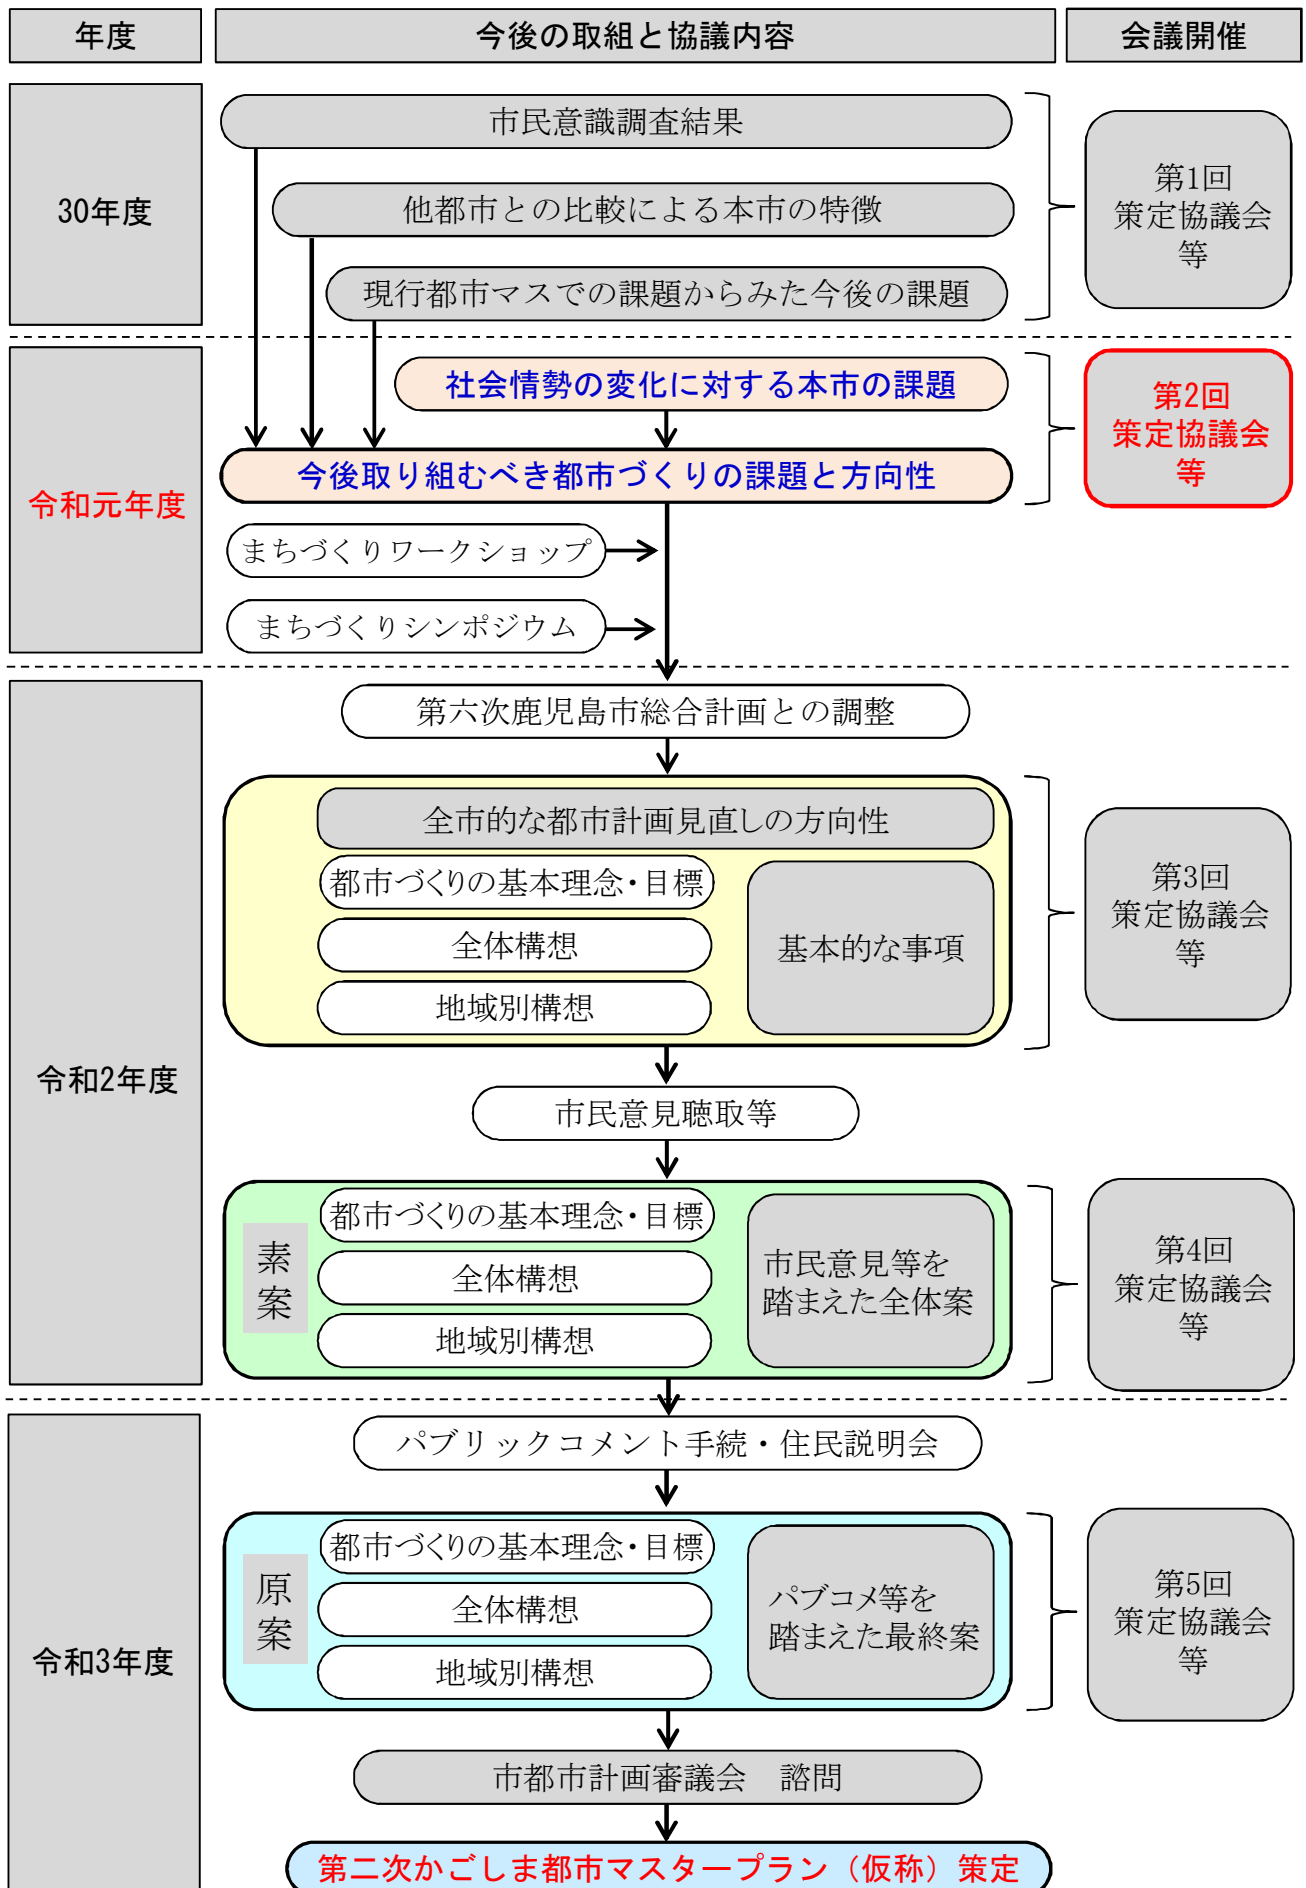 年度
今後の取組と協議内容
会議開催
30年度
市民意識調査結果
他都市との比較による本市の特徴
現行都市マスでの課題からみた今後の課題
第1回
策定協議会
等
令和元年度
社会情勢の変化に対する本市の課題
今後取り組むべき都市づくりの課題と方向性
まちづくりワークショップ
まちづくりシンポジウム
第2回
策定協議会
等
令和2年度
第六次鹿児島市総合計画との調整
全市的な都市計画見直しの方向性
都市づくりの基本理念・目標
全体構想
地域別構想
基本的な事項
第3回
策定協議会
等
市民意見聴取等
素
案
都市づくりの基本理念・目標
全体構想
地域別構想
市民意見等を
踏まえた全体案
第4回
策定協議会
等
令和3年度
パブリックコメント手続・住民説明会
原
案
都市づくりの基本理念・目標
全体構想
地域別構想
パブコメ等を
踏まえた最終案
第5回
策定協議会
等
市都市計画審議会　諮問
第二次かごしま都市マスタープラン（仮称）策定